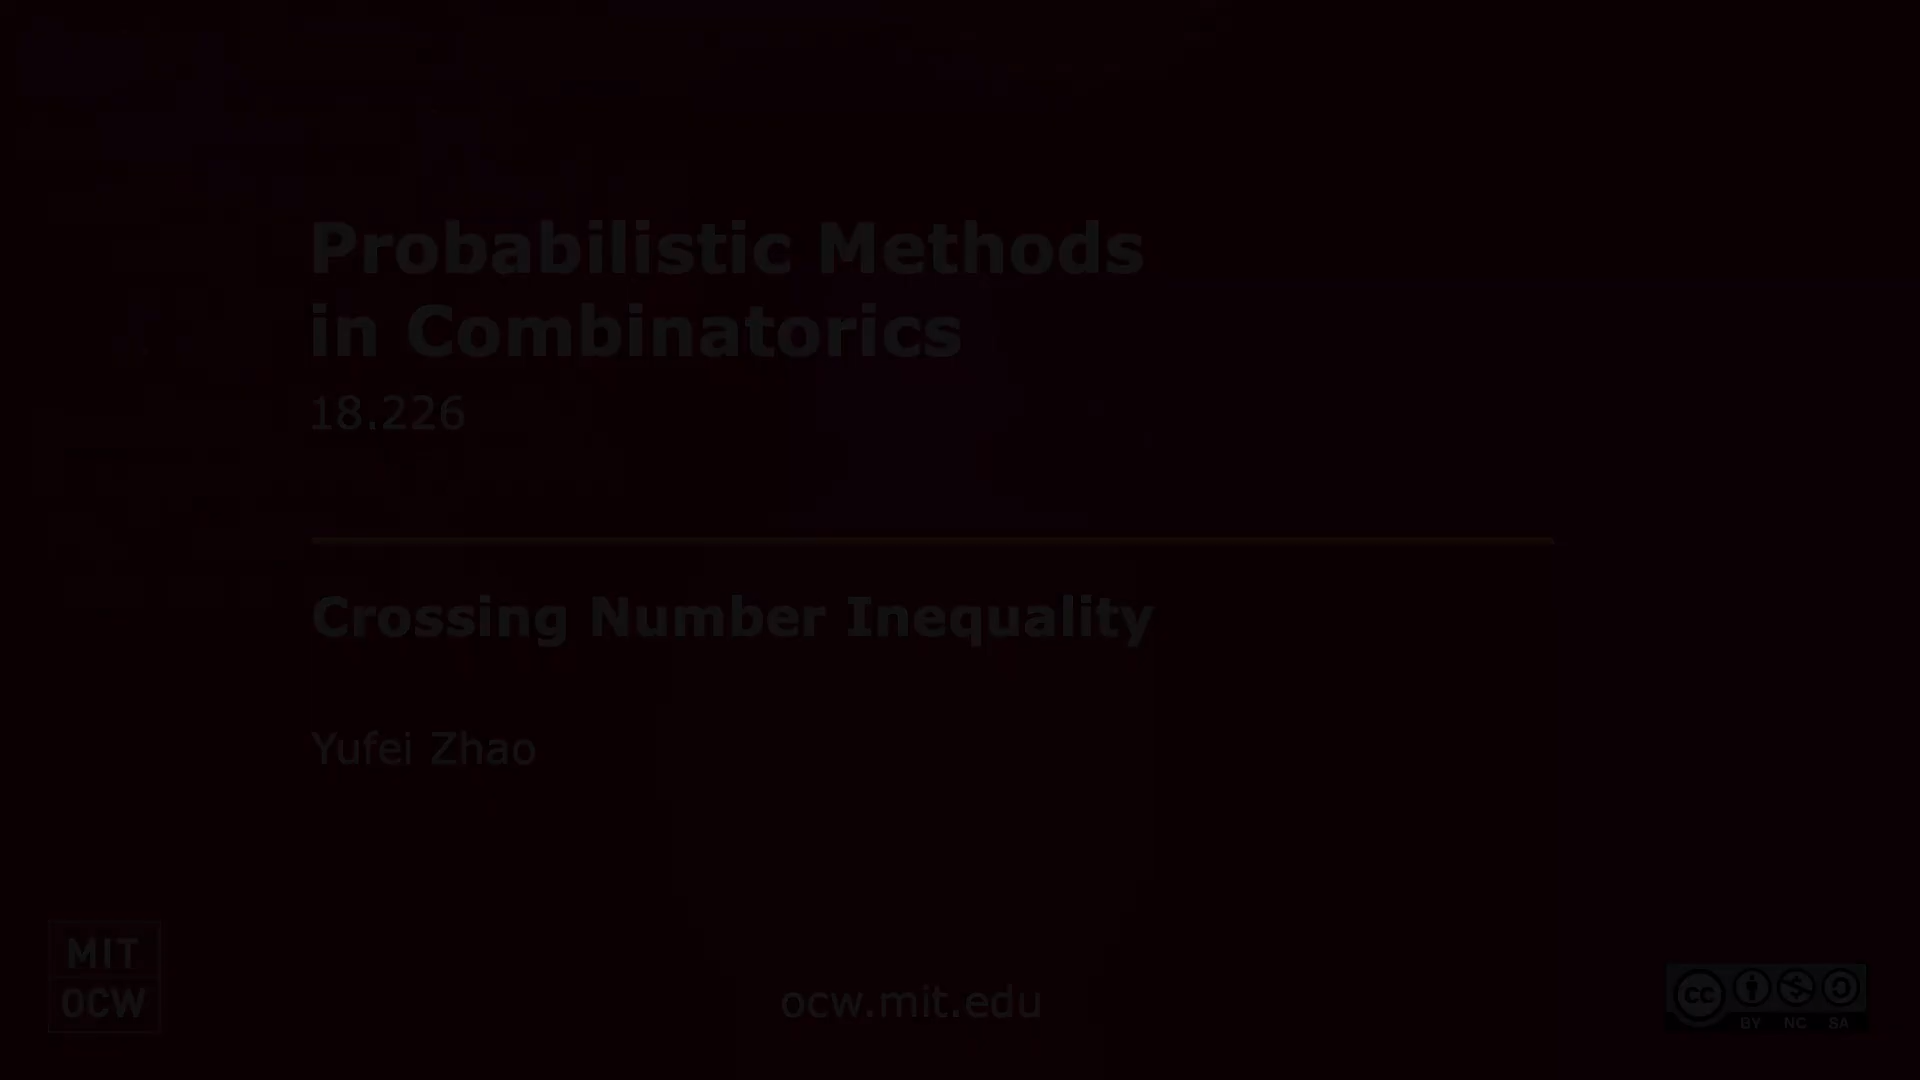 Probabilistic Methods
in Combinatorics
18.226
Crossing Number Inequality
Yufei Zhao
MIT
OCW
ocw.mit.edu
cc
BY NC SA